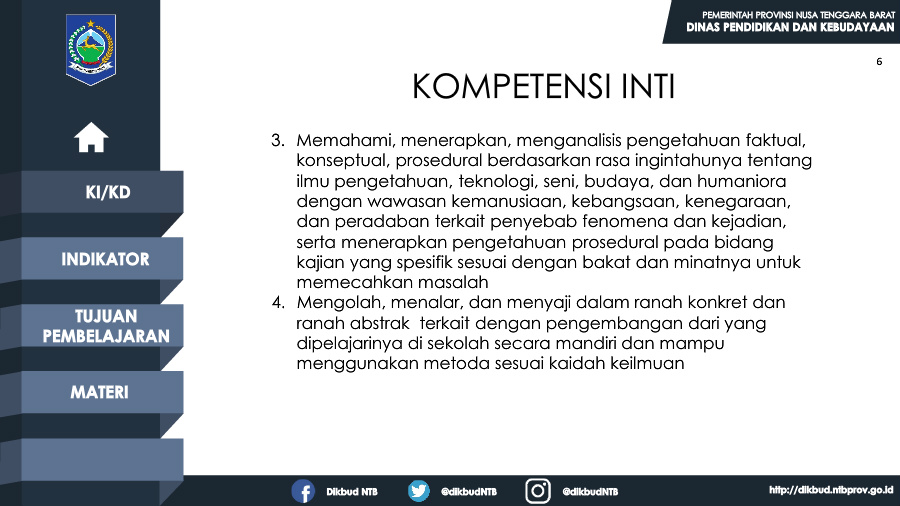 PEMERINTAH PROVINSI NUSA TENGGARA BARAT
DINAS PENDIDIKAN DAN KEBUDAYAAN
6
KOMPETENSI INTI
3. Memahami, menerapkan, menganalisis pengetahuan faktual,
konseptual, prosedural berdasarkan rasa ingintahunya tentang
ilmu pengetahuan, teknologi, seni, budaya, dan humaniora
dengan wawasan kemanusiaan, kebangsaan, kenegaraan,
dan peradaban terkait penyebab fenomena dan kejadian,
serta menerapkan pengetahuan prosedural pada bidang
kajian yang spesifik sesuai dengan bakat dan minatnya untuk
memecahkan masalah
4. Mengolah, menalar, dan menyaji dalam ranah konkret dan
ranah abstrak  terkait dengan pengembangan dari yang
dipelajarinya di sekolah secara mandiri dan mampu
menggunakan metoda sesuai kaidah keilmuan
KI/KD
INDIKATOR
TUJUAN
PEMBELAJARAN
MATERI
Dikbud NTB
@dikbudNTB
@dikbudNTB
http://dikbud.ntbprov.go.id